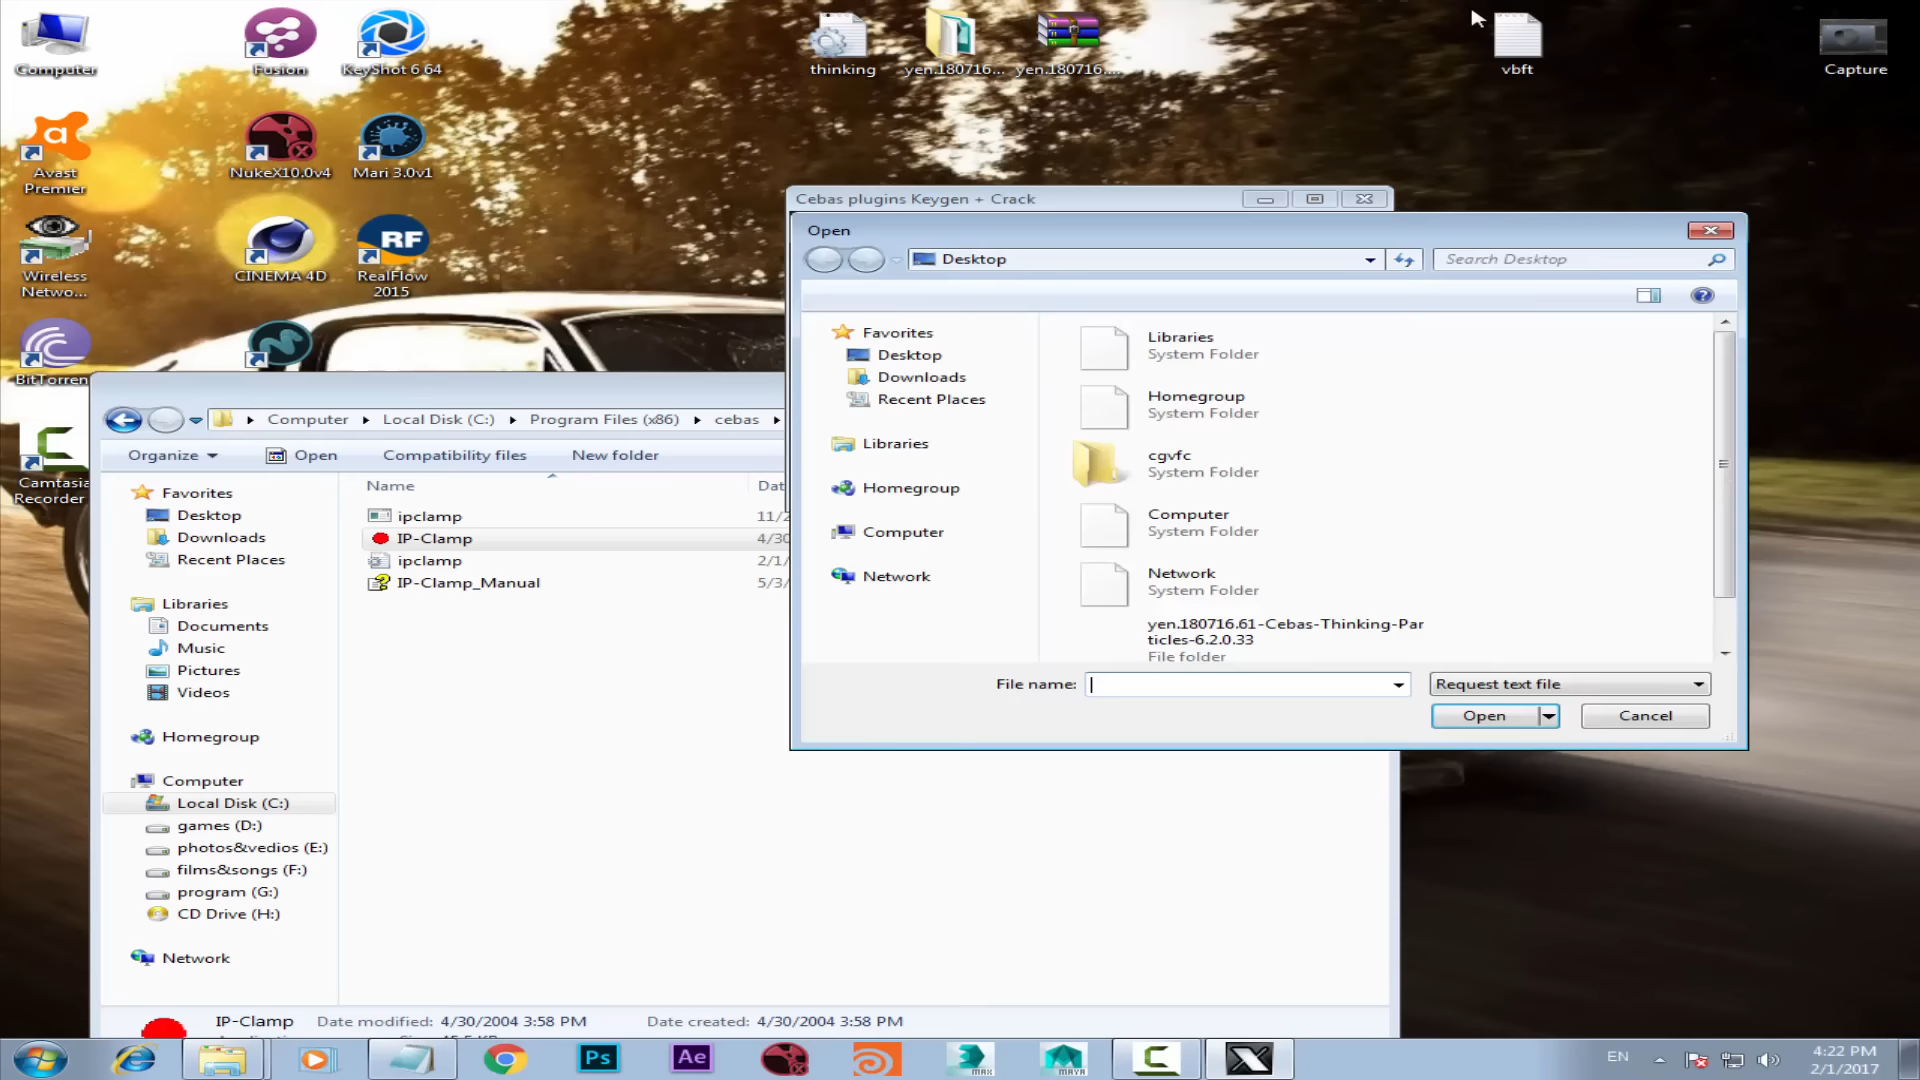 Computer
Fusion
KeyShot 6 64
thinking
yen.180716...
yen.180716....
vbft
Capture
Avast
Premier
NukeX10.0v4
Mari 3.0v1
Wireless
Netwo...
CINEMA 4D
RealFlow
2015
RF
BitTorren
Camtasia
Recorder
Cebas plugins Keygen + Crack
Open
Desktop
Search Desktop
Favorites
Desktop
Downloads
Recent Places
Libraries
Homegroup
Computer
Network
Libraries
System Folder
Homegroup
System Folder
cgvfc
System Folder
Computer
System Folder
Network
System Folder
yen.180716.61-Cebas-Thinking-Par
ticles-6.2.0.33
File folder
File name:
Request text file
Open
Cancel
Computer
Local Disk (C:)
Program Files (x86)
cebas
Organize
Open
Compatibility files
New folder
Name
Dat
Favorites
Desktop
Downloads
Recent Places
Libraries
Documents
Music
Pictures
Videos
Homegroup
Computer
Local Disk (C:)
games (D:)
photos&vedios (E:)
films&songs (F:)
program (G:)
CD Drive (H:)
Network
ipclamp 11/2
IP-Clamp 4/30
ipclamp 2/1/
IP-Clamp_Manual 5/3/
IP-Clamp Date modified: 4/30/2004 3:58 PM Date created: 4/30/2004 3:58 PM
Ps
Ae
MAX
MAYA
EN
4:22 PM
2/1/2017